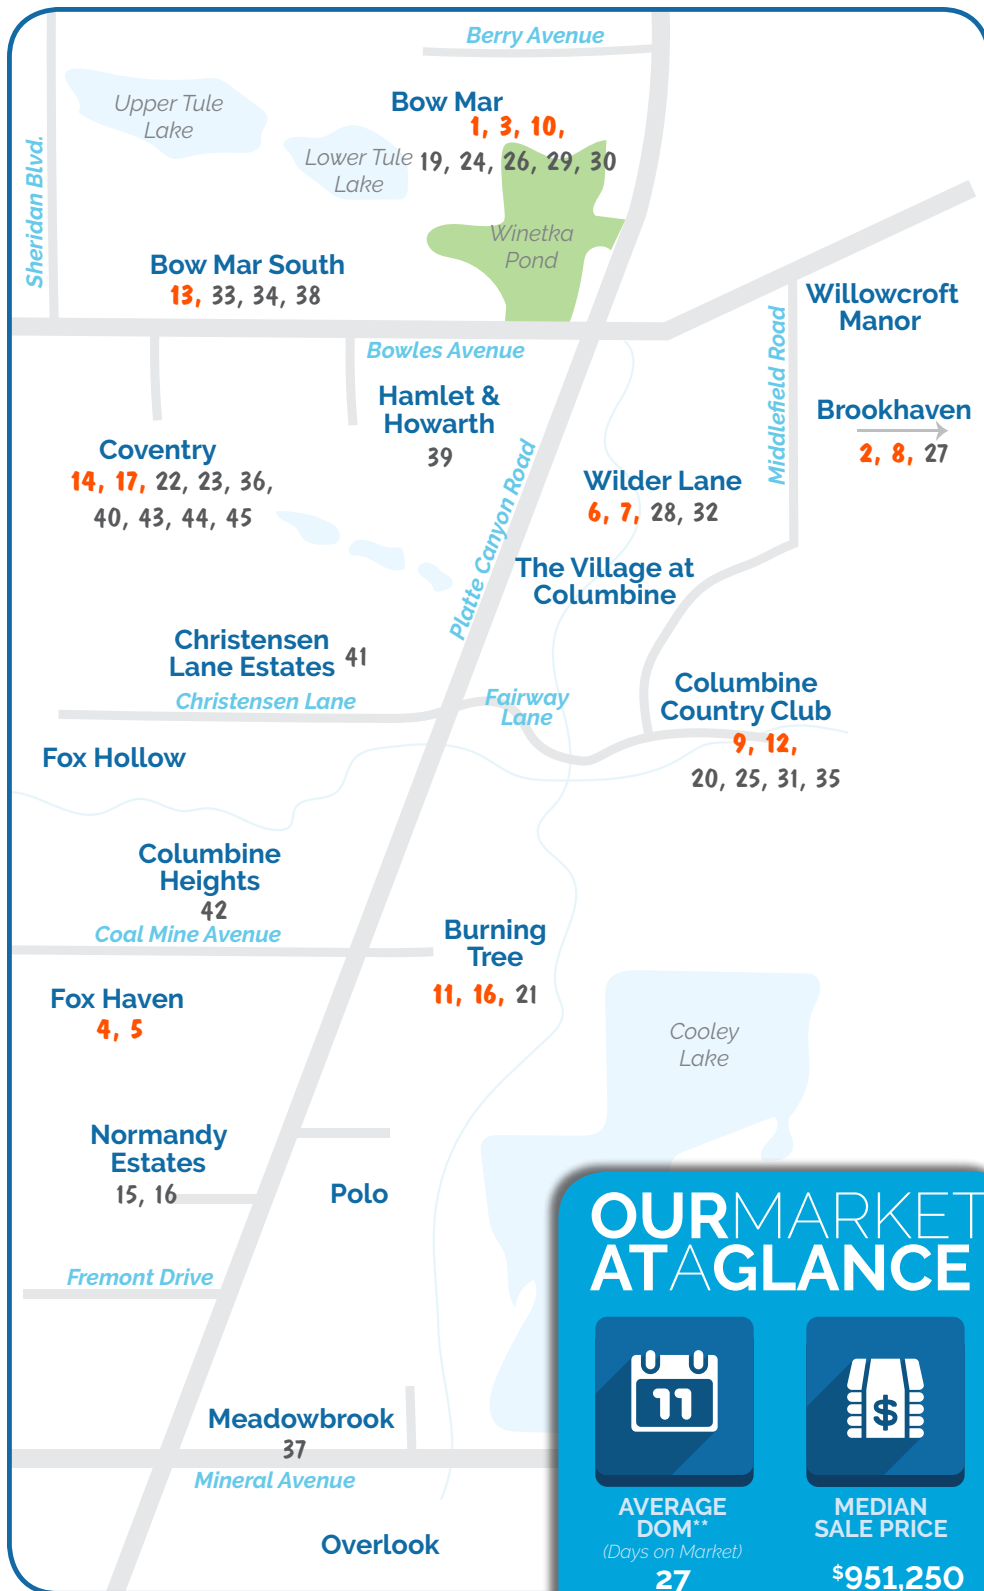 Berry Avenue
Upper Tule
Lake
Bow Mar
1, 3, 10,
19, 24, 26, 29, 30
Lower Tule
Lake
Sheridan Blvd.
Winetka
Pond
Bow Mar South
13, 33, 34, 38
Willowcroft
Manor
Bowles Avenue
Middlefield Road
Hamlet &
Howarth
39
Brookhaven
2, 8, 27
Coventry
14, 17, 22, 23, 36,
40, 43, 44, 45
Platte Canyon Road
Wilder Lane
6, 7, 28, 32
The Village at
Columbine
Christensen
Lane Estates 41
Christensen Lane
Fairway
Lane
Columbine
Country Club
9, 12,
20, 25, 31, 35
Fox Hollow
Columbine
Heights
42
Coal Mine Avenue
Burning
Tree
11, 16, 21
Fox Haven
4, 5
Cooley
Lake
Normandy
Estates
15, 16
Polo
Fremont Drive
Meadowbrook
37
Mineral Avenue
Overlook
OURMARKET
ATAGLANCE
11
$
AVERAGE
DOM**
(Days on Market)
27
MEDIAN
SALE PRICE
$951,250